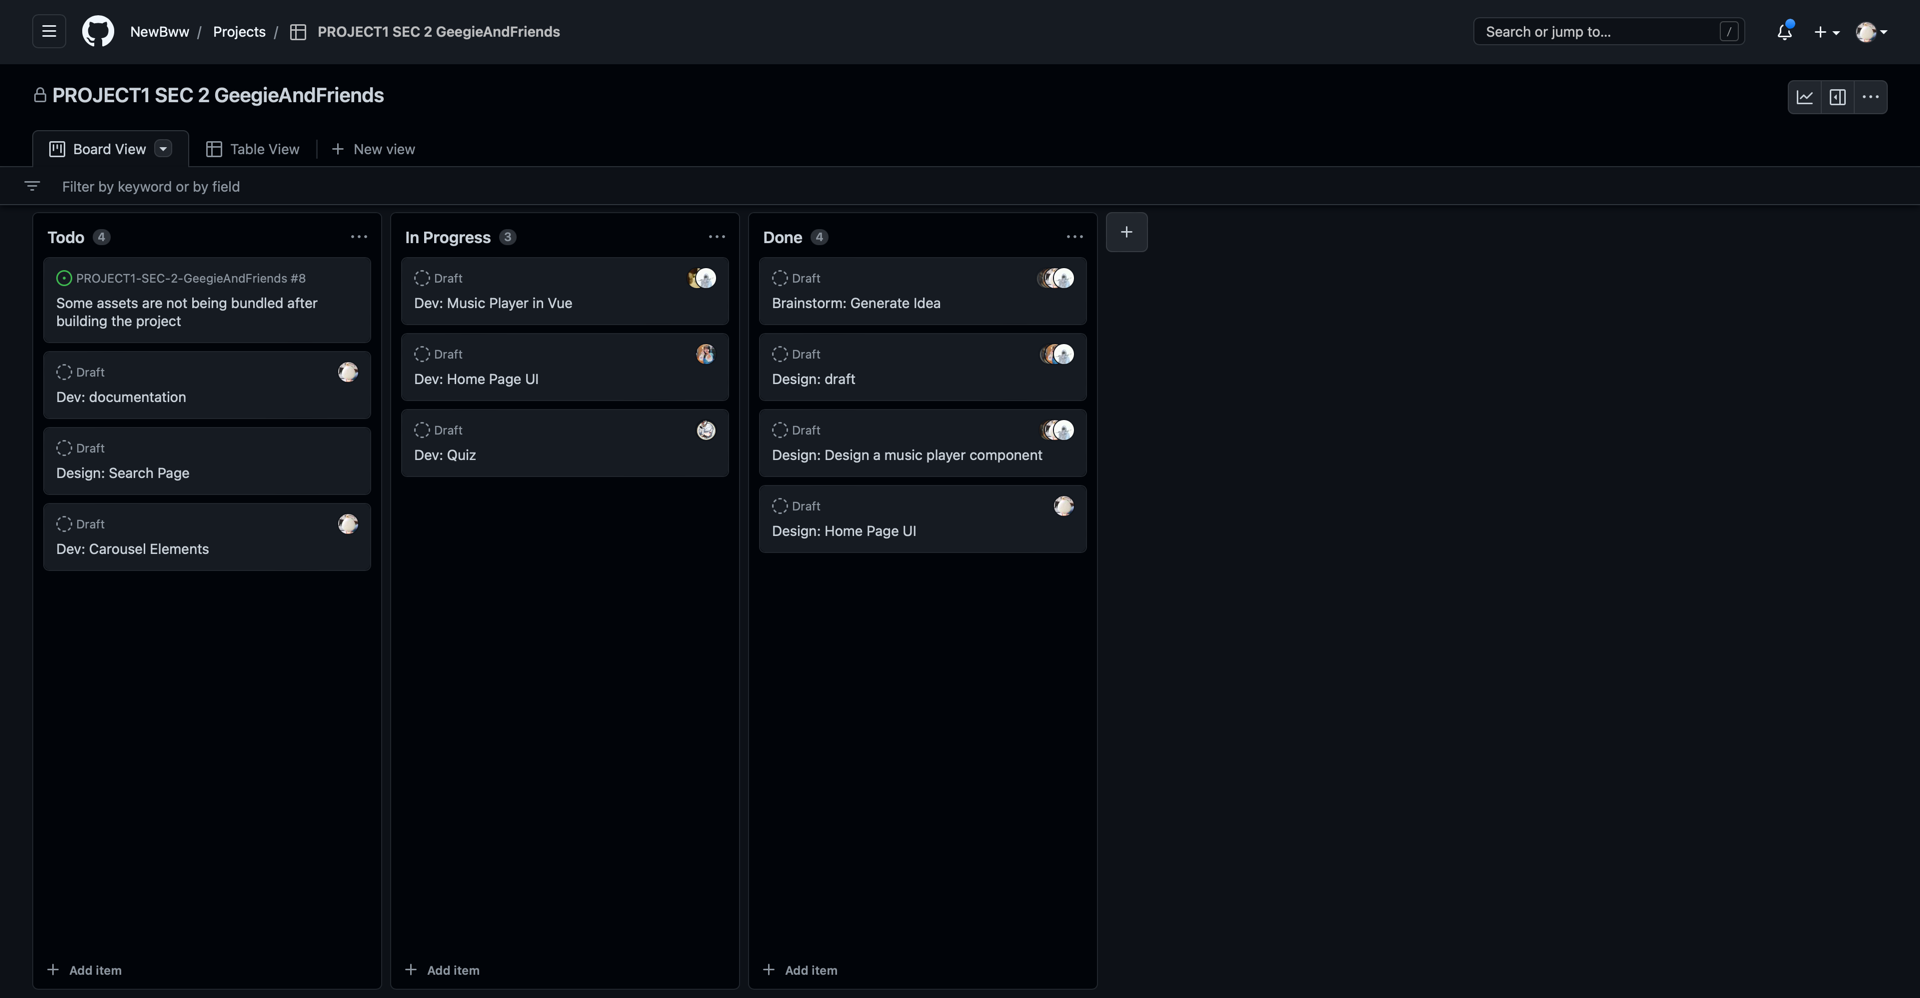 NewBww / Projects / PROJECT1 SEC 2 GeegieAndFriends
Search or jump to... /
PROJECT1 SEC 2 GeegieAndFriends
Board View
Table View
New view
Filter by keyword or by field
Todo 4
PROJECT1-SEC-2-GeegieAndFriends #8
Some assets are not being bundled after
building the project
Draft
Dev: documentation
Draft
Design: Search Page
Draft
Dev: Carousel Elements
Add item
In Progress 3
Draft
Dev: Music Player in Vue
Draft
Dev: Home Page UI
Draft
Dev: Quiz
Add item
Done 4
Draft
Brainstorm: Generate Idea
Draft
Design: draft
Draft
Design: Design a music player component
Draft
Design: Home Page UI
Add item